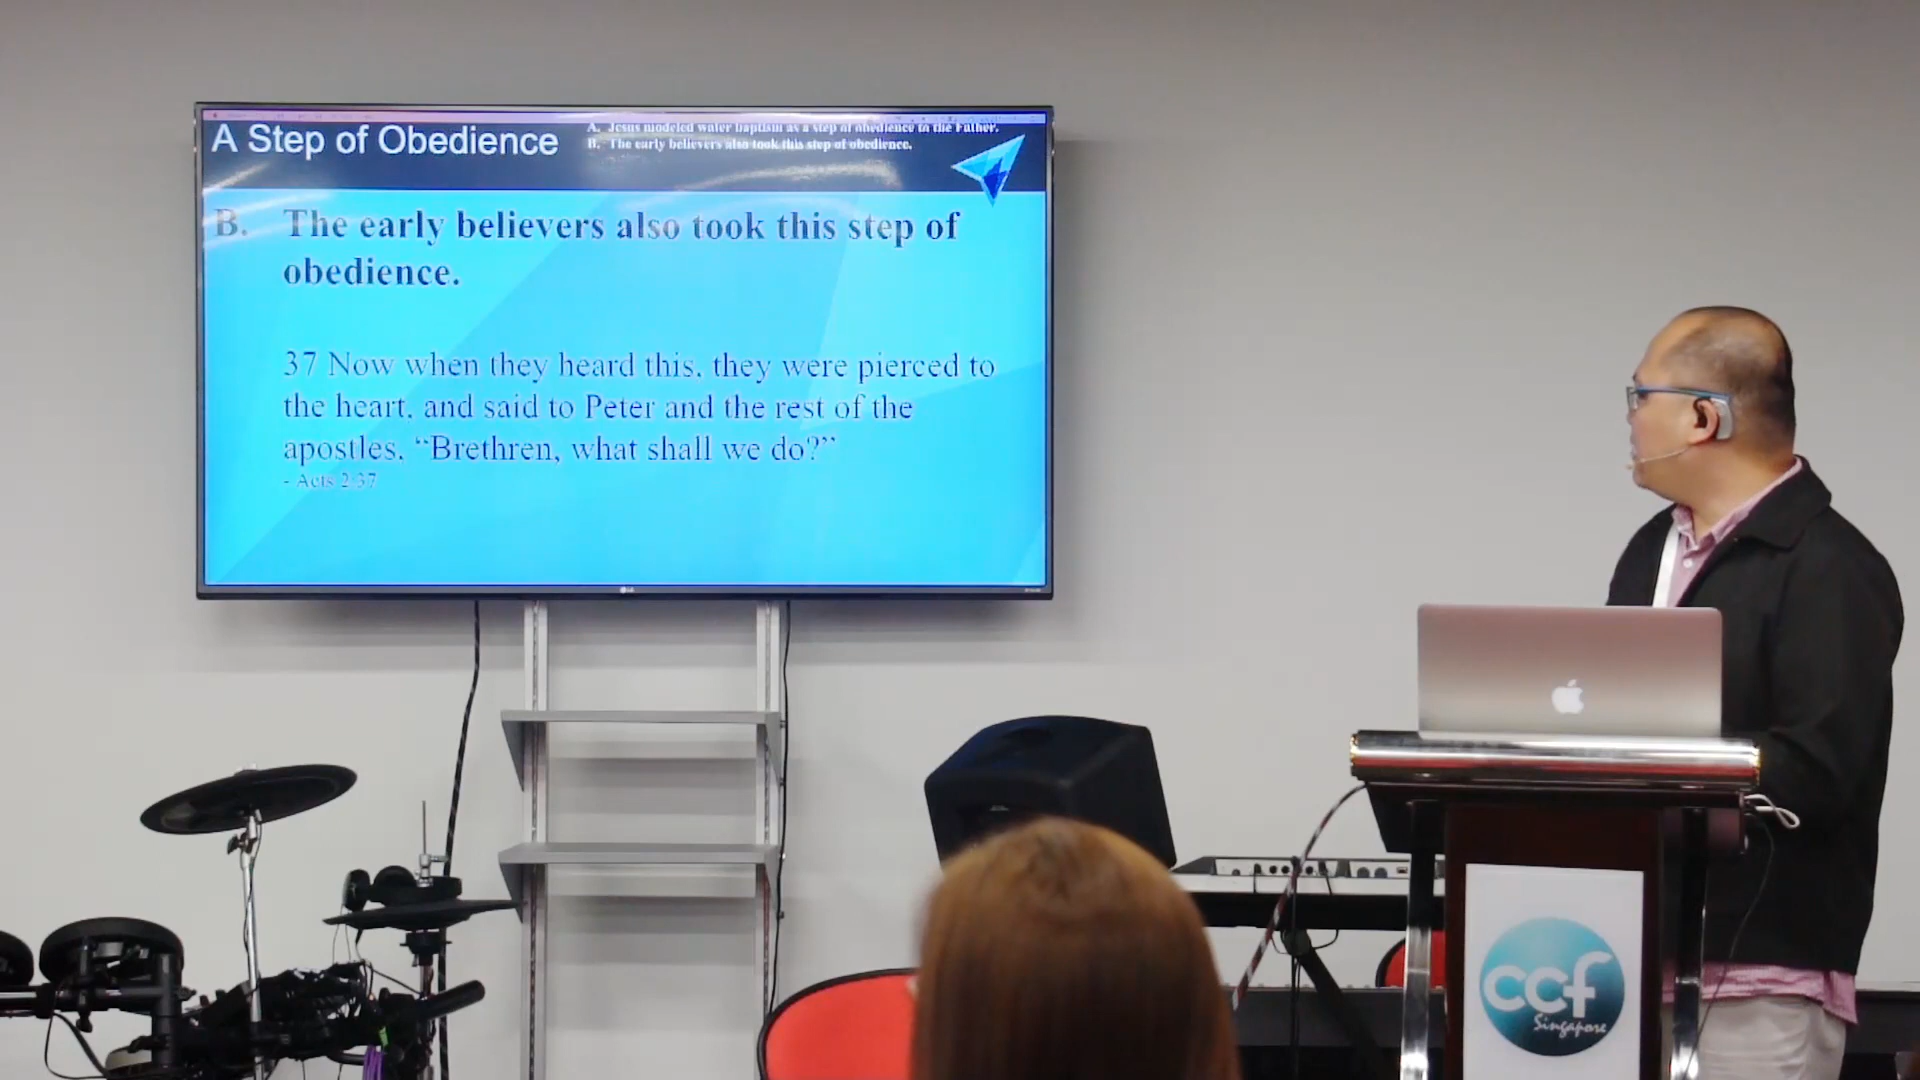 A Step of Obedience
A. Jesus modeled water baptism as a step of obedience to the Father.
B. The early believers also took this step of obedience.
B. The early believers also took this step of
obedience.
37 Now when they heard this, they were pierced to
the heart, and said to Peter and the rest of the
apostles, “Brethren, what shall we do?”
- Acts 2:37
LG
ccf
Singapore